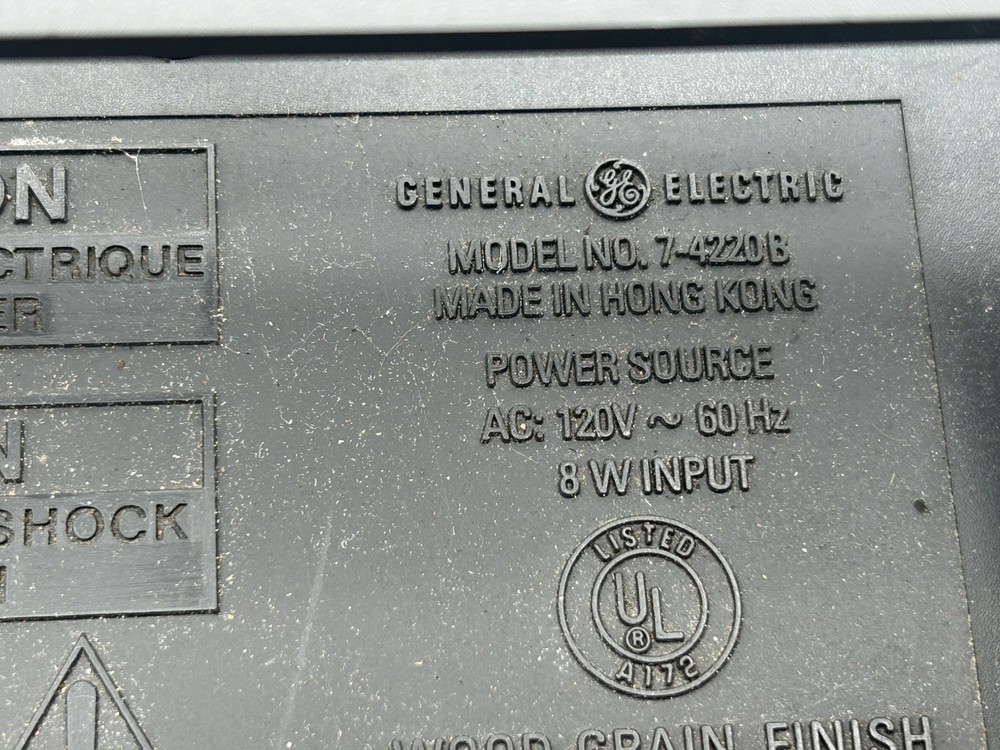 ON
CTRIQUE
ER
N
SHOCK
GENERAL GE ELECTRIC
MODEL NO. 7-4220B
MADE IN HONG KONG
POWER SOURCE
AC: 120V ~ 60 Hz
8 W INPUT
LISTED
UL ®
A172
WOOD GRAIN FINISH